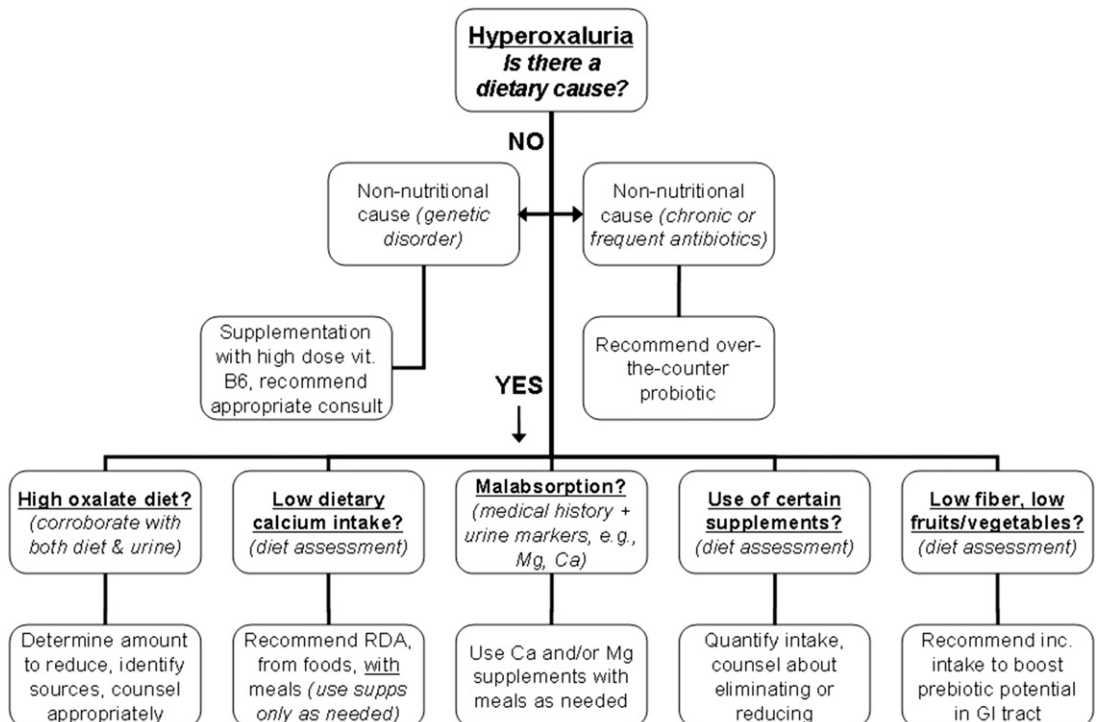 Hyperoxaluria
Is there a
dietary cause?
NO
Non-nutritional
cause (genetic
disorder)
Non-nutritional
cause (chronic or
frequent antibiotics)
Supplementation
with high dose vit.
B6, recommend
appropriate consult
Recommend over-
the-counter
probiotic
YES
High oxalate diet?
(corroborate with
both diet & urine)
Low dietary
calcium intake?
(diet assessment)
Malabsorption?
(medical history +
urine markers, e.g.,
Mg, Ca)
Use of certain
supplements?
(diet assessment)
Low fiber, low
fruits/vegetables?
(diet assessment)
Determine amount
to reduce, identify
sources, counsel
appropriately
Recommend RDA,
from foods, with
meals (use supps
only as needed)
Use Ca and/or Mg
supplements with
meals as needed
Quantify intake,
counsel about
eliminating or
reducing
Recommend inc.
intake to boost
prebiotic potential
in GI tract